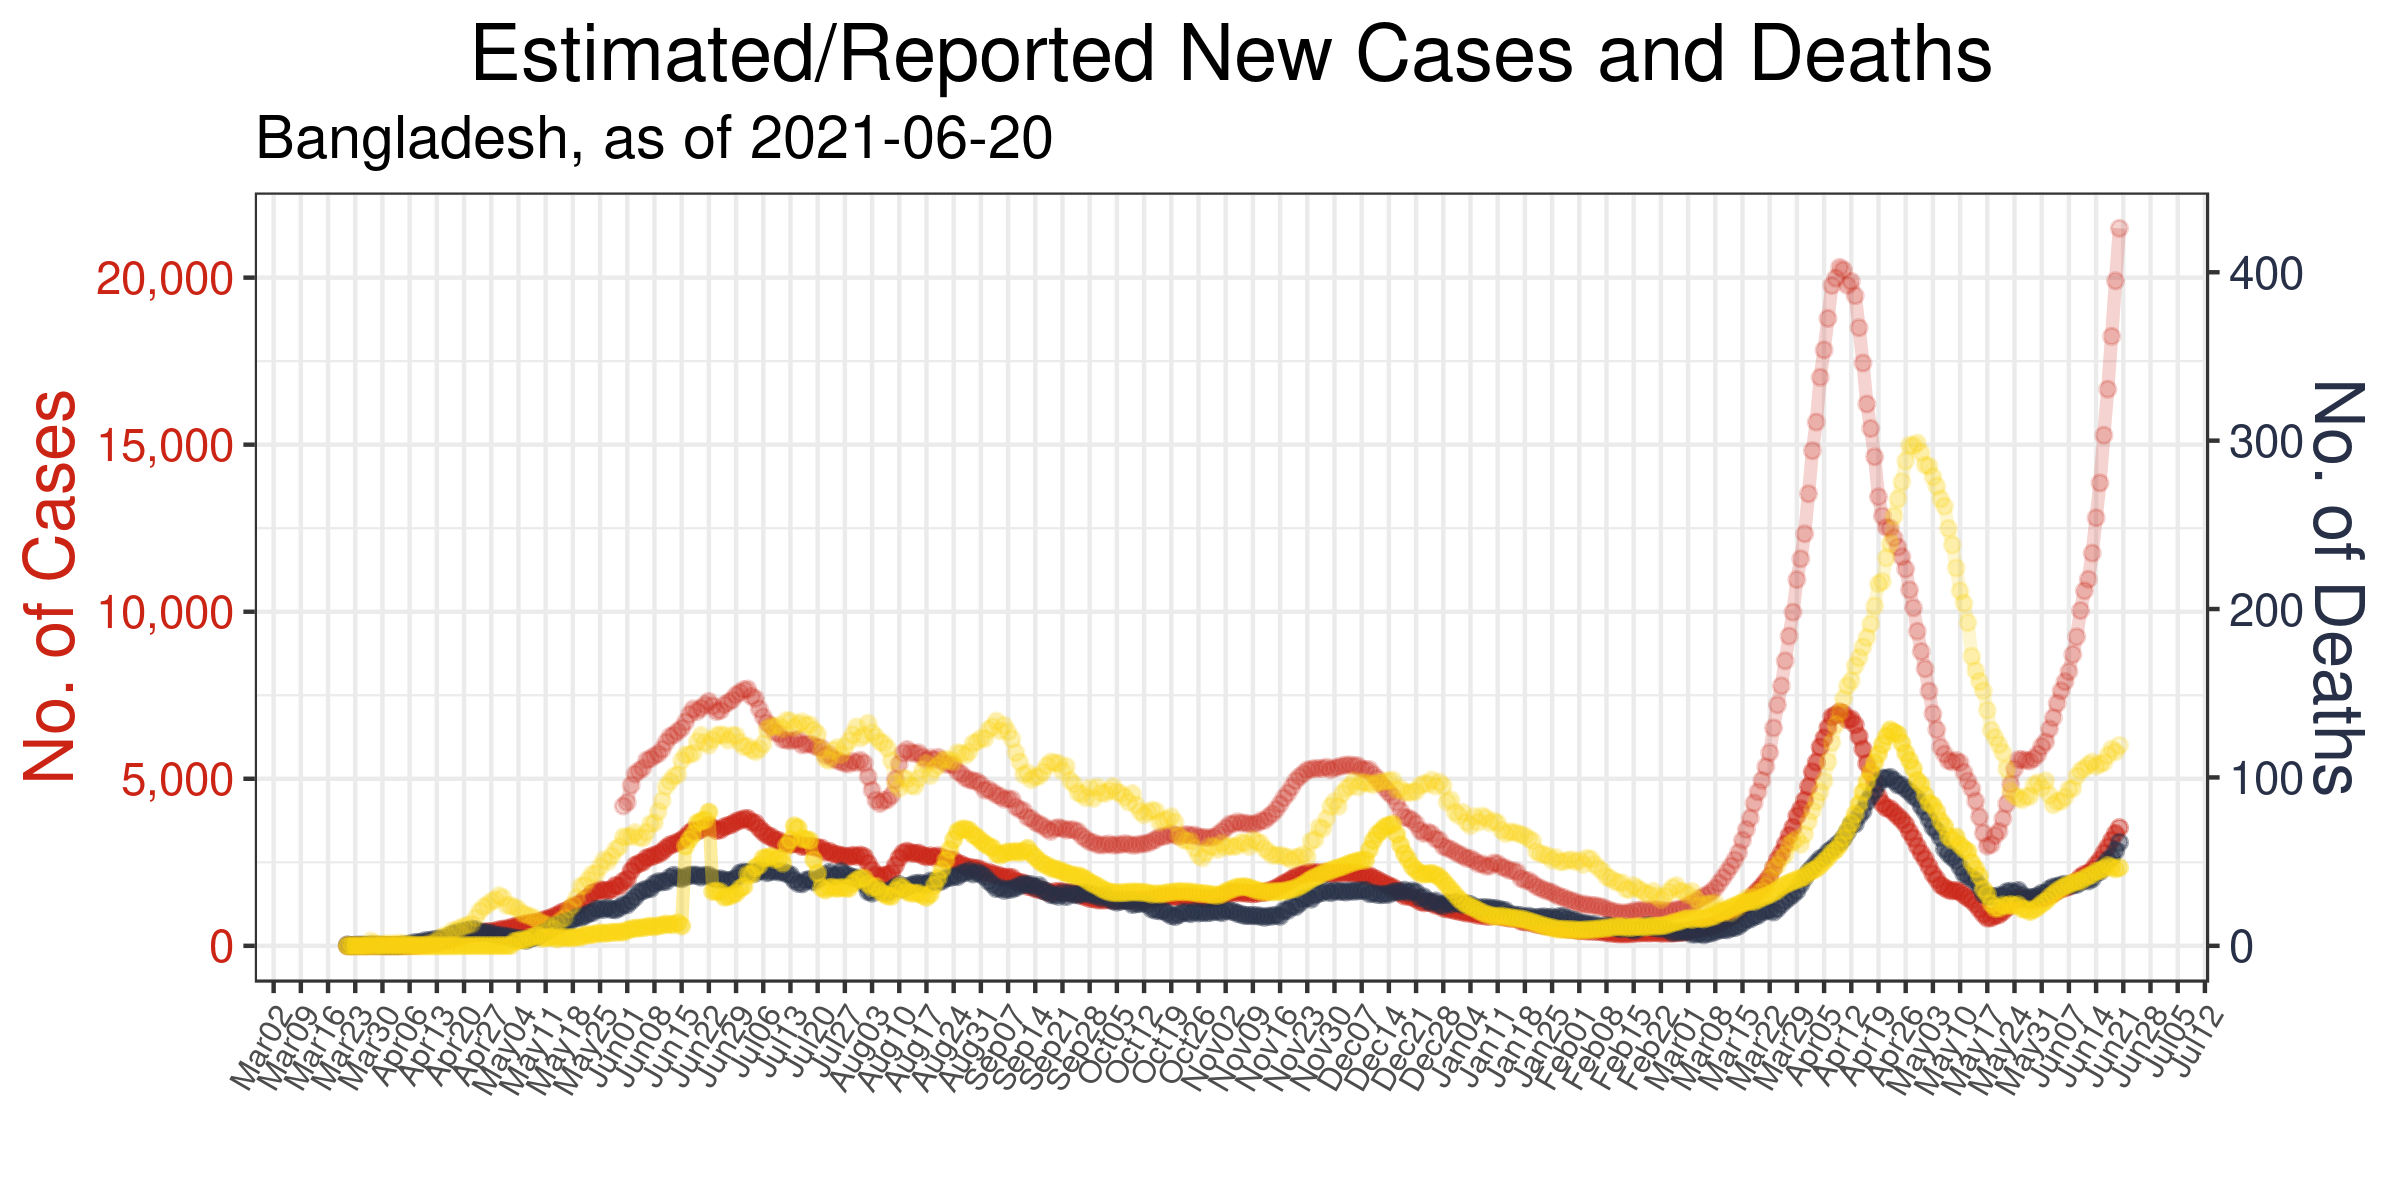 Estimated/Reported New Cases and Deaths
Bangladesh, as of 2021-06-20
No. of Cases
20,000
15,000
10,000
5,000
0
400
300
200
100
0
No. of Deaths
Mar02
Mar09
Mar16
Mar23
Mar30
Apr06
Apr13
Apr20
Apr27
May04
May11
May18
May25
Jun01
Jun08
Jun15
Jun22
Jun29
Jul06
Jul13
Jul20
Jul27
Aug03
Aug10
Aug17
Aug24
Aug31
Sep07
Sep14
Sep21
Sep28
Oct05
Oct12
Oct19
Oct26
Nov02
Nov09
Nov16
Nov23
Nov30
Dec07
Dec14
Dec21
Dec28
Jan04
Jan11
Jan18
Jan25
Feb01
Feb08
Feb15
Feb22
Mar01
Mar08
Mar15
Mar22
Mar29
Apr05
Apr12
Apr19
Apr26
May03
May10
May17
May24
May31
Jun07
Jun14
Jun21
Jun28
Jul05
Jul12